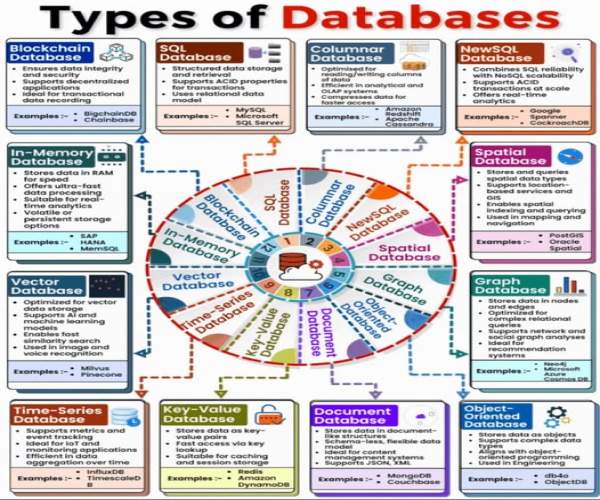 Types of Databases
Blockchain
Database
• Ensures data integrity
and security
• Supports decentralized
applications
• Ideal for transactional
data recording
Examples :- • BigchainDB
• Chainbase
SQL
Database
• Structured data storage
and retrieval
• Supports ACID properties
for transactions
• Uses relational data
model
Examples :- • MySQL
• Microsoft
SQL Server
Columnar
Database
• Optimised for
reading/writing columns
of data
• Efficient in analytical and
OLAP systems
• Compresses data for
faster access
Examples :- • Amazon
Redshift
• Apache
Cassandra
NewSQL
Database
• Combines SQL reliability
with NoSQL scalability
• Supports ACID
transactions at scale
• Offers real-time
analytics
Examples :- • Google
Spanner
• CockroachDB
In-Memory
Database
• Stores data in RAM
for speed
• Offers ultra-fast
data processing
• Suitable for real-
time analytics
• Volatile or
persistent storage
options
Examples :- • SAP
HANA
• MemSQL
Spatial
Database
• Stores and queries
spatial data types
• Supports location-
based services and
GIS
• Enables spatial
indexing and querying
• Used in mapping and
navigation
Examples :- • PostGIS
• Oracle
Spatial
Vector
Database
• Optimized for vector
data storage
• Supports AI and
machine learning
models
• Enables fast
similarity search
• Used in image and
voice recognition
Examples :- • Milvus
• Pinecone
Graph
Database
• Stores data in nodes
and edges
• Optimized for
complex relational
queries
• Supports network and
social graph analyses
• Ideal for
recommendation
systems
Examples :- • Neo4j
• Microsoft
Azure
Cosmos DB
SQL
Database
Columnar
Database
NewSQL
Database
Spatial
Database
Graph
Database
Object-
Oriented
Database
Document
Database
Key-Value
Database
Time-Series
Database
Vector
Database
In-Memory
Database
Blockchain
Database
1
2
3
4
5
6
7
8
9
10
11
12
Time-Series
Database
• Supports metrics and
event tracking
• Ideal for IoT and
monitoring applications
• Efficient in data
aggregation over time
Examples :- • InfluxDB
• TimescaleD
B
Key-Value
Database
• Stores data as key-
value pairs
• Fast access via key
lookup
• Suitable for caching
and session storage
Examples :- • Redis
• Amazon
DynamoDB
Document
Database
• Stores data in document-
like structures
• Schema-less, flexible data
model
• Ideal for content
management systems
• Supports JSON, XML
Examples :- • MongoDB
• Couchbase
Object-
Oriented
Database
• Stores data as objects
• Supports complex data
types
• Aligns with object-
oriented programming
• Used in Engineering
Examples :- • db4o
• ObjectDB